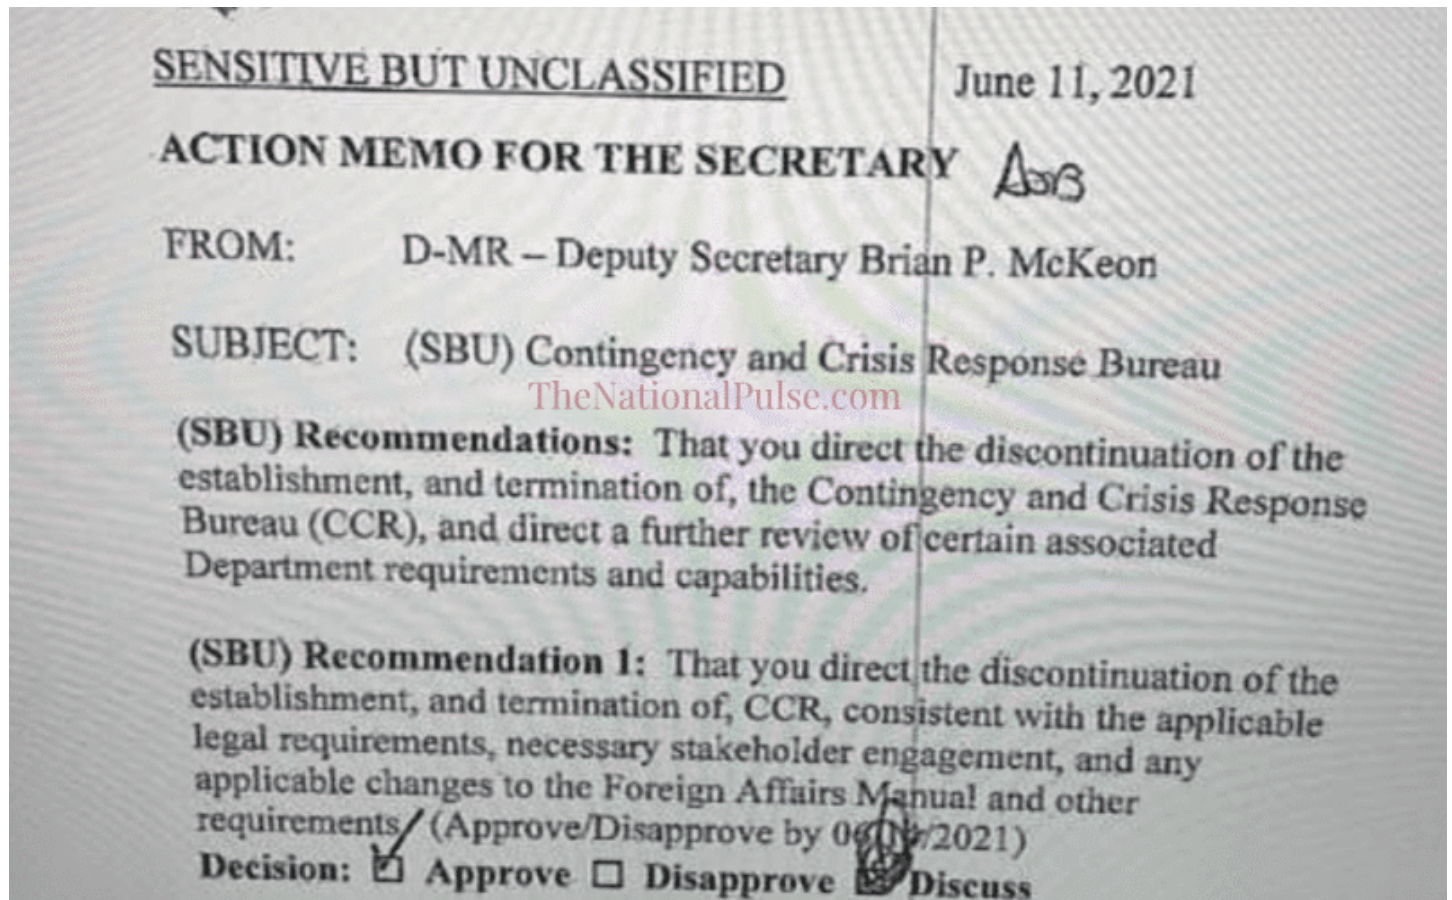 SENSITIVE BUT UNCLASSIFIED June 11, 2021
ACTION MEMO FOR THE SECRETARY
FROM: D-MR – Deputy Secretary Brian P. McKeon
SUBJECT: (SBU) Contingency and Crisis Response Bureau
TheNationalPulse.com
(SBU) Recommendations: That you direct the discontinuation of the
establishment, and termination of, the Contingency and Crisis Response
Bureau (CCR), and direct a further review of certain associated
Department requirements and capabilities.
(SBU) Recommendation 1: That you direct the discontinuation of the
establishment, and termination of, CCR, consistent with the applicable
legal requirements, necessary stakeholder engagement, and any
applicable changes to the Foreign Affairs Manual and other
requirements (Approve/Disapprove by /2021)
Decision: ☑ Approve ☐ Disapprove Discuss